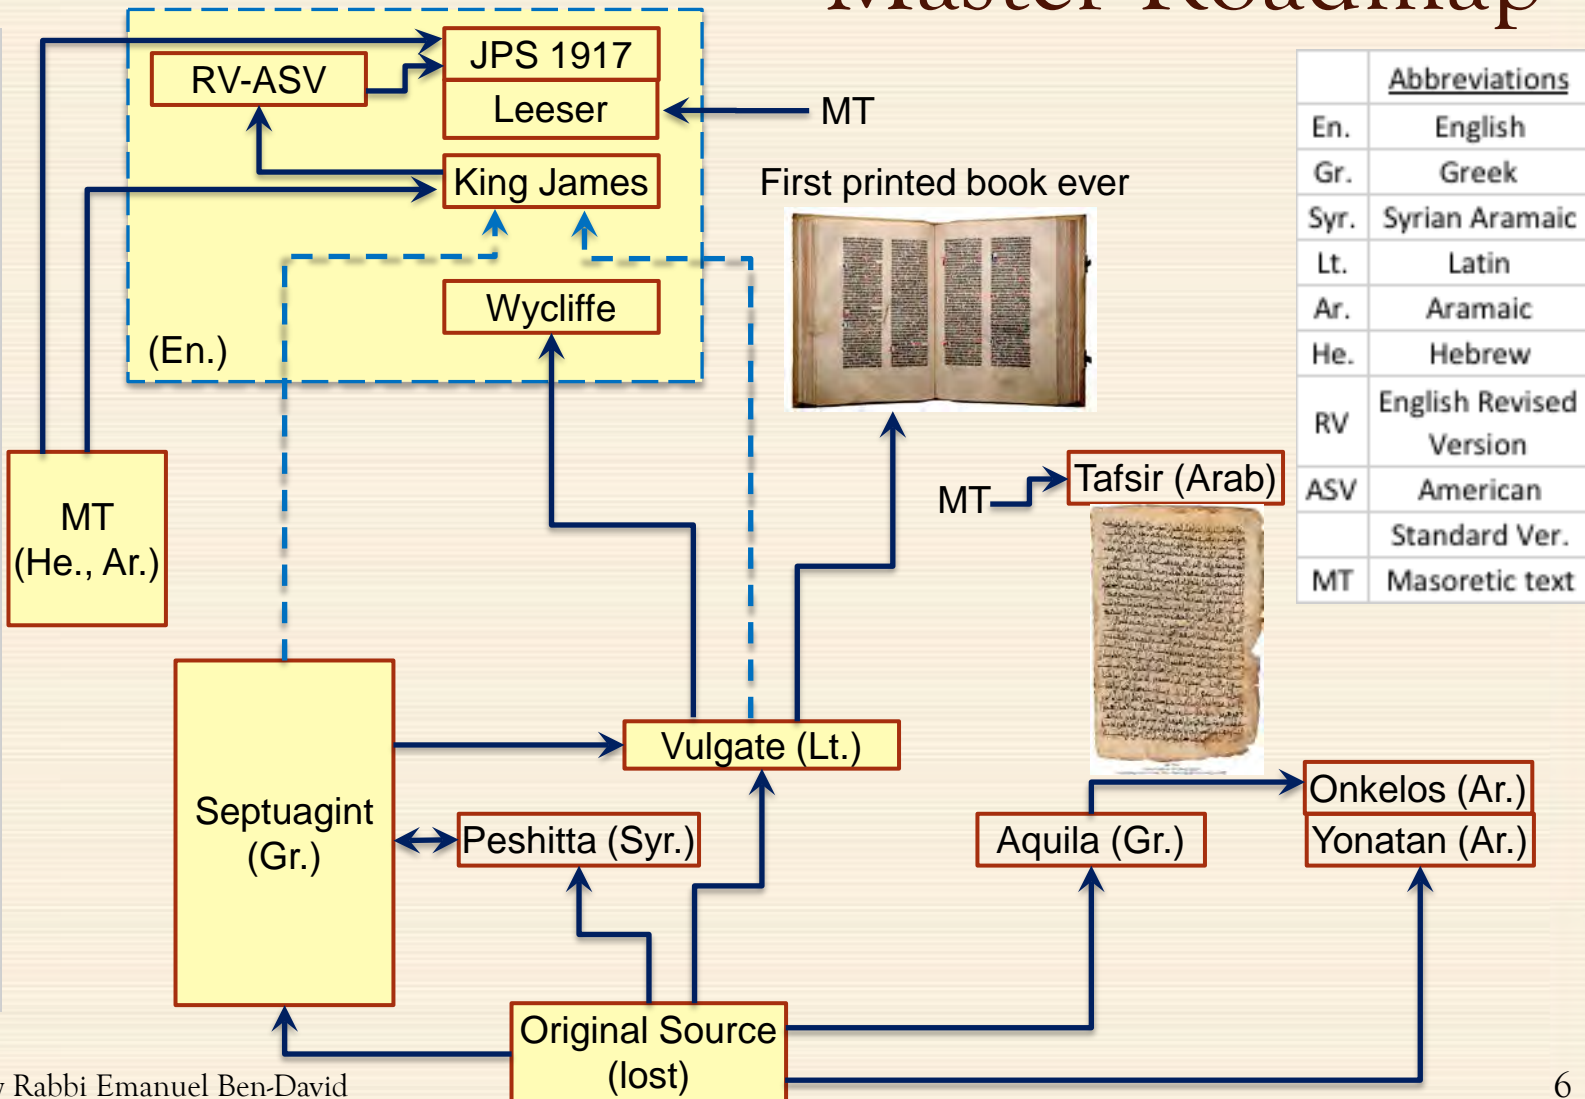 Master Roadmap
JPS 1917
RV-ASV
Leeser
MT
King James
First printed book ever
Wycliffe
(En.)
MT
(He., Ar.)
MT
Tafsir (Arab)
Vulgate (Lt.)
Septuagint
(Gr.)
Peshitta (Syr.)
Aquila (Gr.)
Onkelos (Ar.)
Yonatan (Ar.)
Original Source
(lost)
Abbreviations
En. English
Gr. Greek
Syr. Syrian Aramaic
Lt. Latin
Ar. Aramaic
He. Hebrew
RV English Revised
Version
ASV American
Standard Ver.
MT Masoretic text
Rabbi Emanuel Ben-David
6